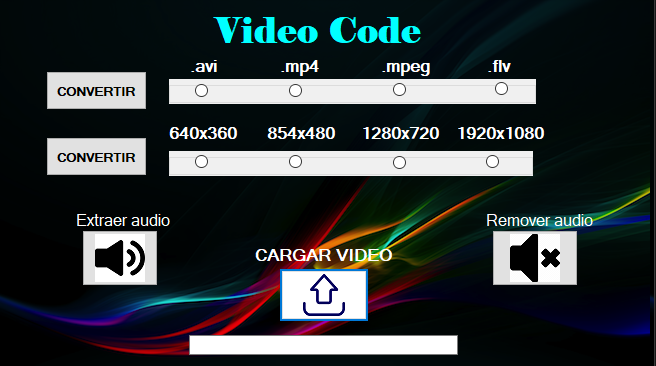 Video Code
.avi .mp4 .mpeg .flv
CONVERTIR
640x360 854x480 1280x720 1920x1080
CONVERTIR
Extraer audio
Remover audio
CARGAR VIDEO